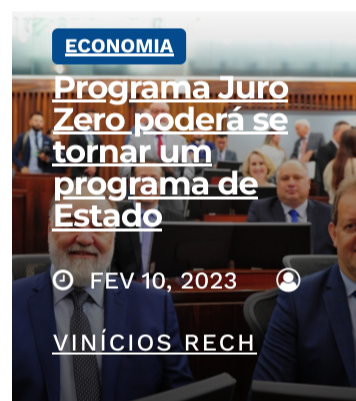 ECONOMIA
Programa Juro
Zero poderá se
tornar um
programa de
Estado
FEV 10, 2023
VINÍCIOS RECH